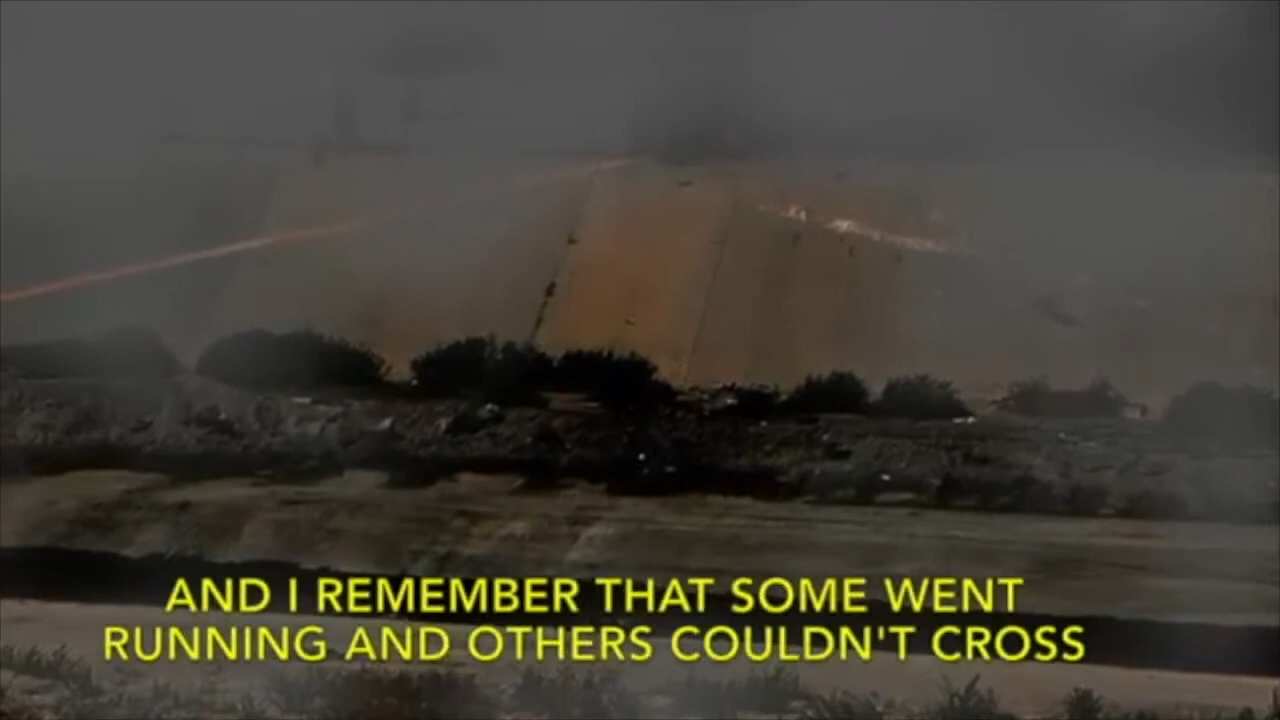 AND I REMEMBER THAT SOME WENT
RUNNING AND OTHERS COULDN'T CROSS